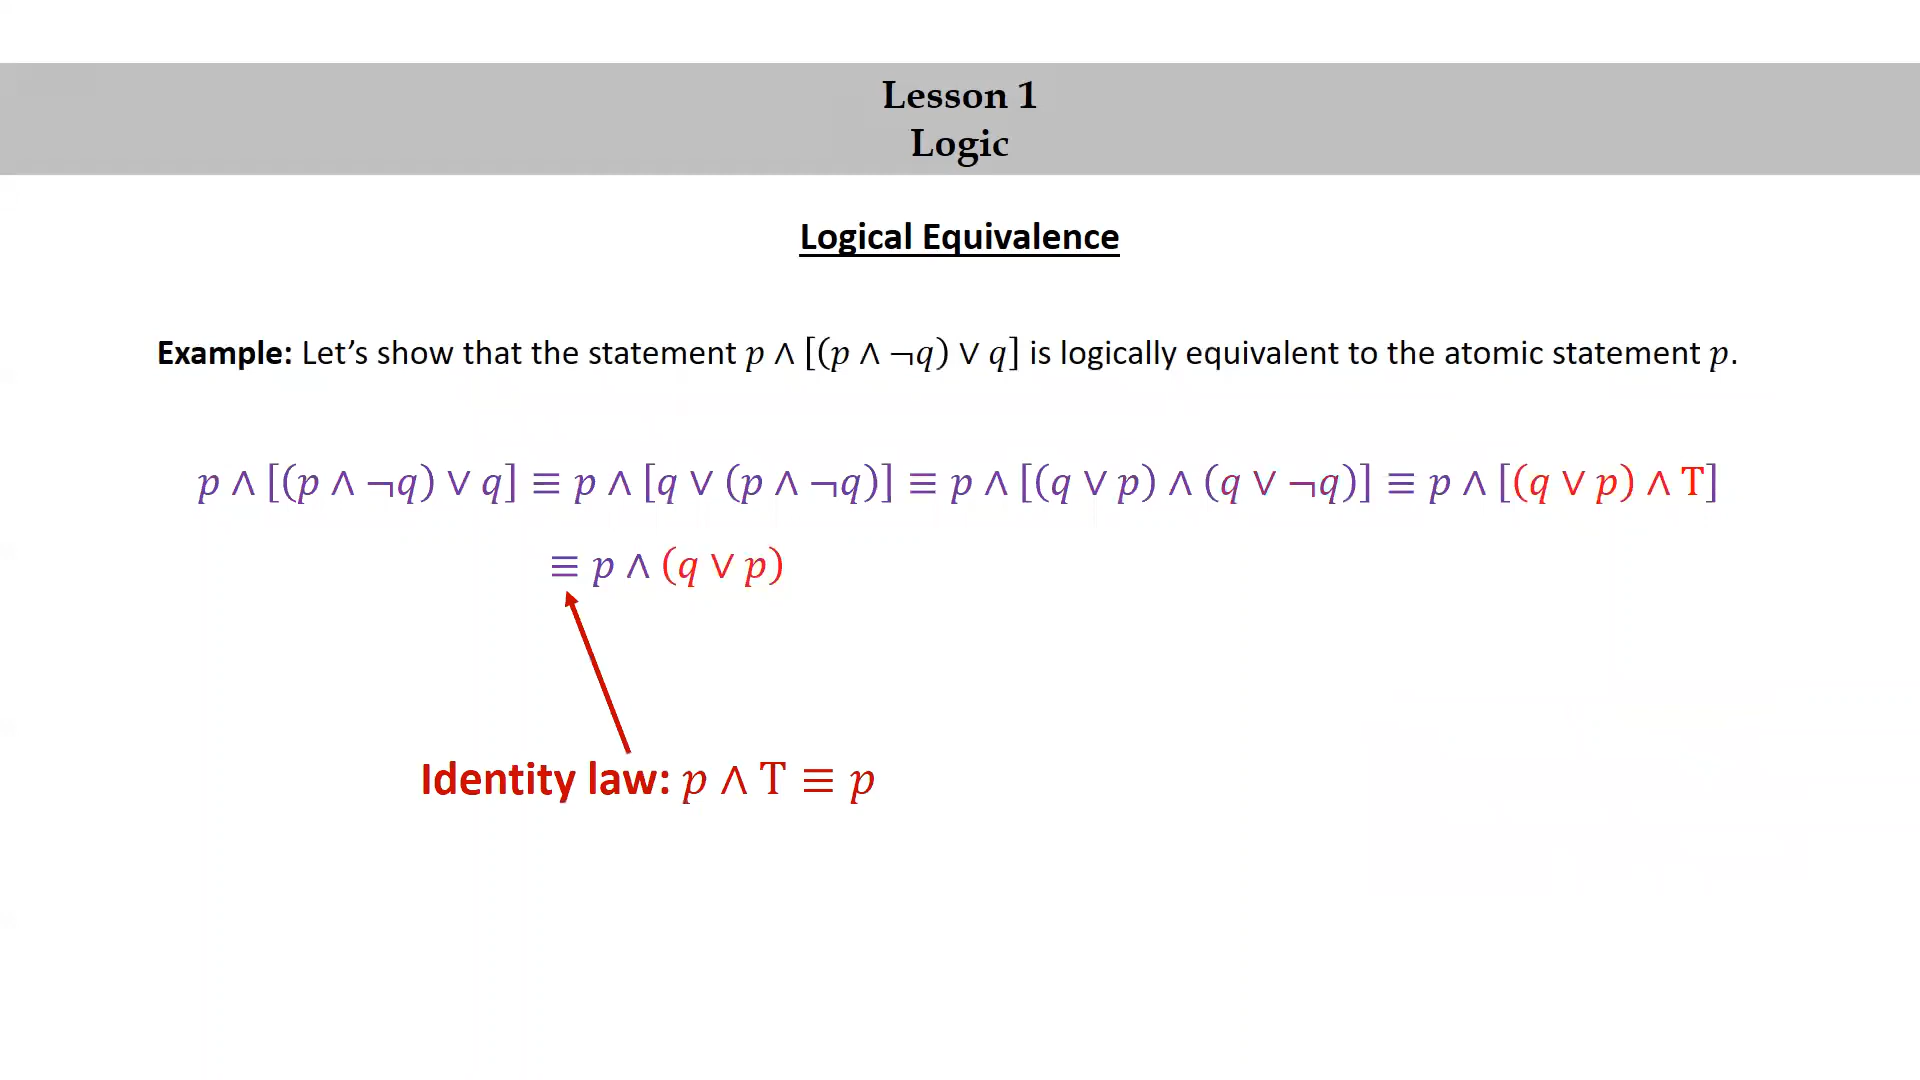 Lesson 1
Logic
Logical Equivalence
Example: Let’s show that the statement p ∧ [(p ∧ ¬q) ∨ q] is logically equivalent to the atomic statement p.
p ∧ [(p ∧ ¬q) ∨ q] ≡ p ∧ [q ∨ (p ∧ ¬q)] ≡ p ∧ [(q ∨ p) ∧ (q ∨ ¬q)] ≡ p ∧ [(q ∨ p) ∧ T]
≡ p ∧ (q ∨ p)
Identity law: p ∧ T ≡ p